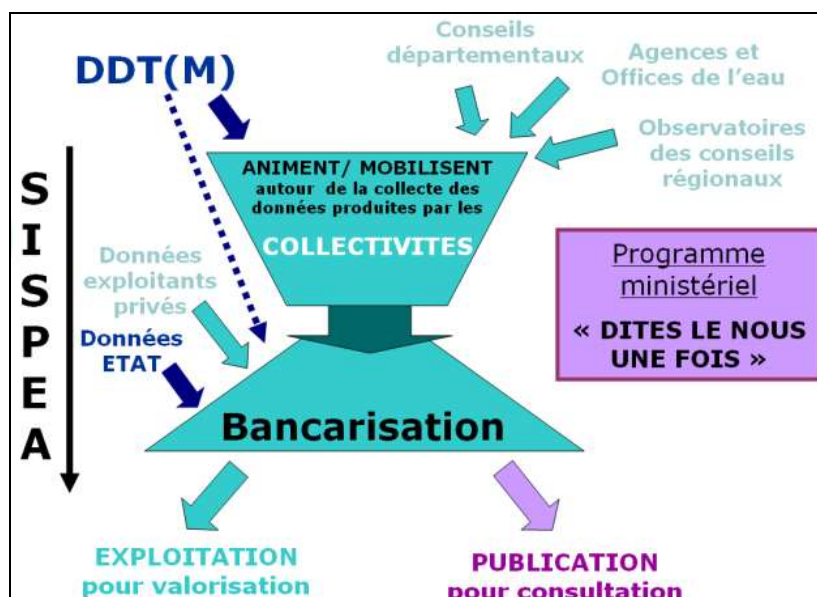 DDT(M)
Conseils
départementaux
Agences et
Offices de l'eau
Observatoires
des conseils
régionaux
ANIMENT/ MOBILISENT
autour de la collecte des
données produites par les
COLLECTIVITES
SISPEA
Données
exploitants
privés
Données
ETAT
Programme
ministériel
« DITES LE NOUS
UNE FOIS »
Bancarisation
EXPLOITATION
pour valorisation
PUBLICATION
pour consultation